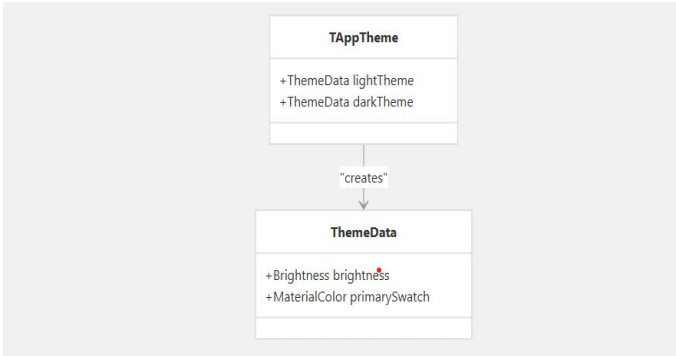 TAppTheme
+ThemeData lightTheme
+ThemeData darkTheme
"creates"
ThemeData
+Brightness brightness
+MaterialColor primarySwatch